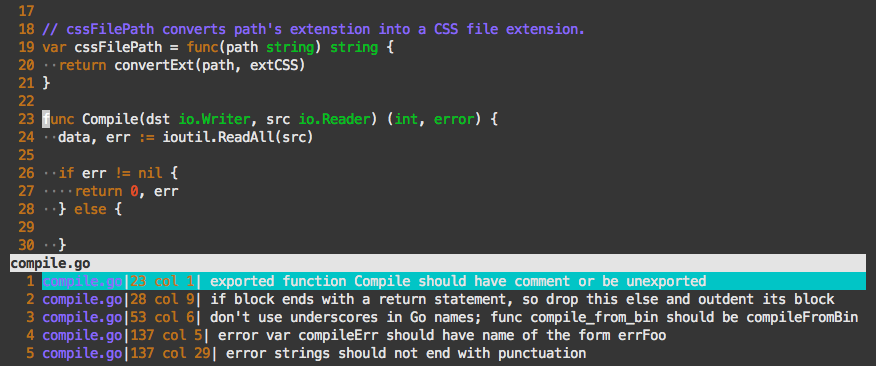 17
18 // cssFilePath converts path's extenstion into a CSS file extension.
19 var cssFilePath = func(path string) string {
20 ··return convertExt(path, extCSS)
21 }
22
23 func Compile(dst io.Writer, src io.Reader) (int, error) {
24 ··data, err := ioutil.ReadAll(src)
25
26 ··if err != nil {
27 ····return 0, err
28 ··} else {
29
30 ··}
compile.go
1 compile.go|23 col 1| exported function Compile should have comment or be unexported
2 compile.go|28 col 9| if block ends with a return statement, so drop this else and outdent its block
3 compile.go|53 col 6| don't use underscores in Go names; func compile_from_bin should be compileFromBin
4 compile.go|137 col 5| error var compileErr should have name of the form errFoo
5 compile.go|137 col 29| error strings should not end with punctuation